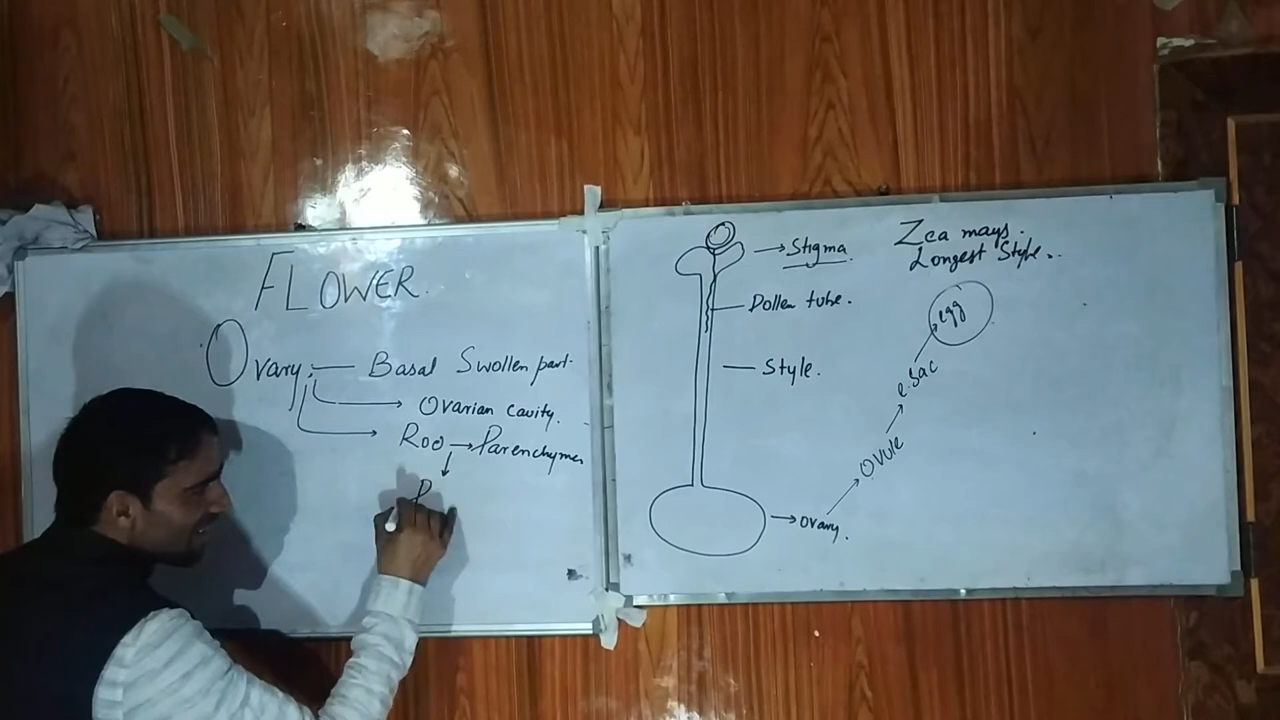 FLOWER.
Ovary:— Basal Swollen part.
Ovarian cavity.
Roo → Parenchyma
P
→ Stigma
Pollen tube.
Style.
→ ovary.
Ovule
e.sac
egg
Zea mays.
Longest Style..